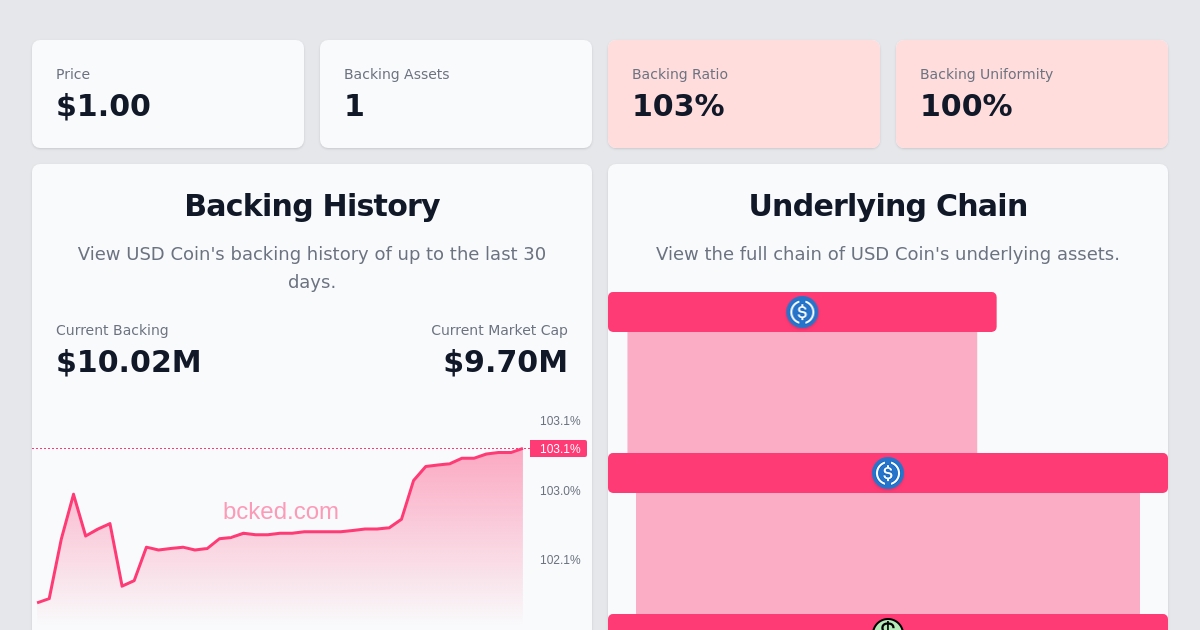 Price
$1.00
Backing Assets
1
Backing Ratio
103%
Backing Uniformity
100%
Backing History
View USD Coin's backing history of up to the last 30
days.
Current Backing
$10.02M
Current Market Cap
$9.70M
103.1%
103.1%
103.0%
102.1%
bcked.com
Underlying Chain
View the full chain of USD Coin's underlying assets.